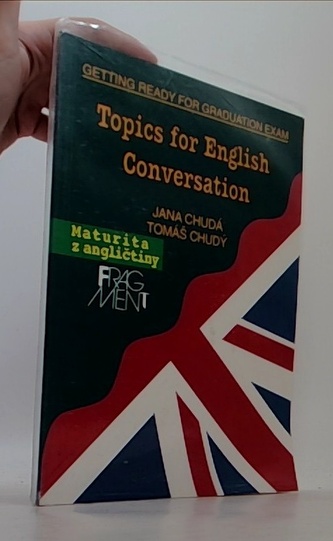 GETTING READY FOR GRADUATION EXAM
Topics for English
Conversation
JANA CHUDÁ
TOMÁŠ CHUDÝ
Maturita
z angličtiny
FRAG
MENT